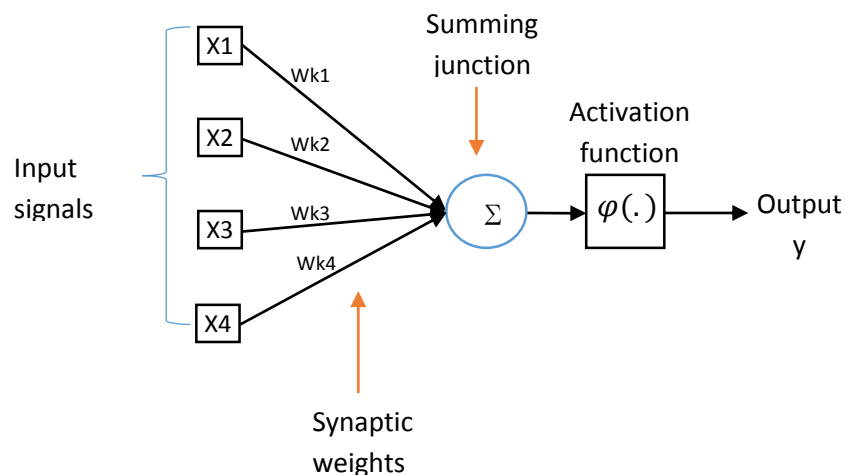 Input
signals
X1
X2
X3
X4
Wk1
Wk2
Wk3
Wk4
Synaptic
weights
Summing
junction
Σ
Activation
function
φ(.)
Output
y